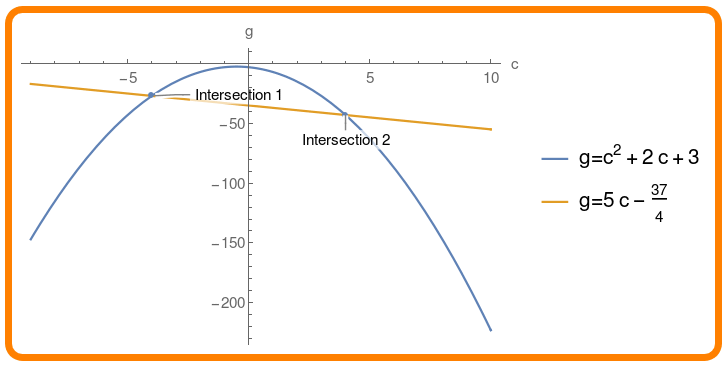 g
c
−5
5
10
−50
−100
−150
−200
Intersection 1
Intersection 2
g=c² + 2 c + 3
g=5 c − 37/4